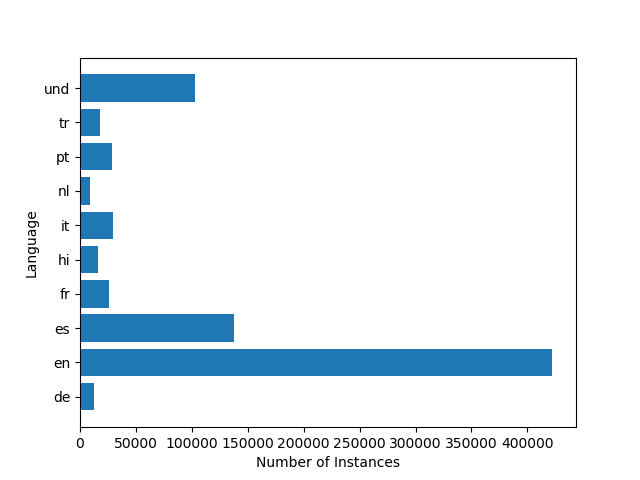 und
tr
pt
nl
it
hi
fr
es
en
de
Language
0 50000 100000 150000 200000 250000 300000 350000 400000
Number of Instances